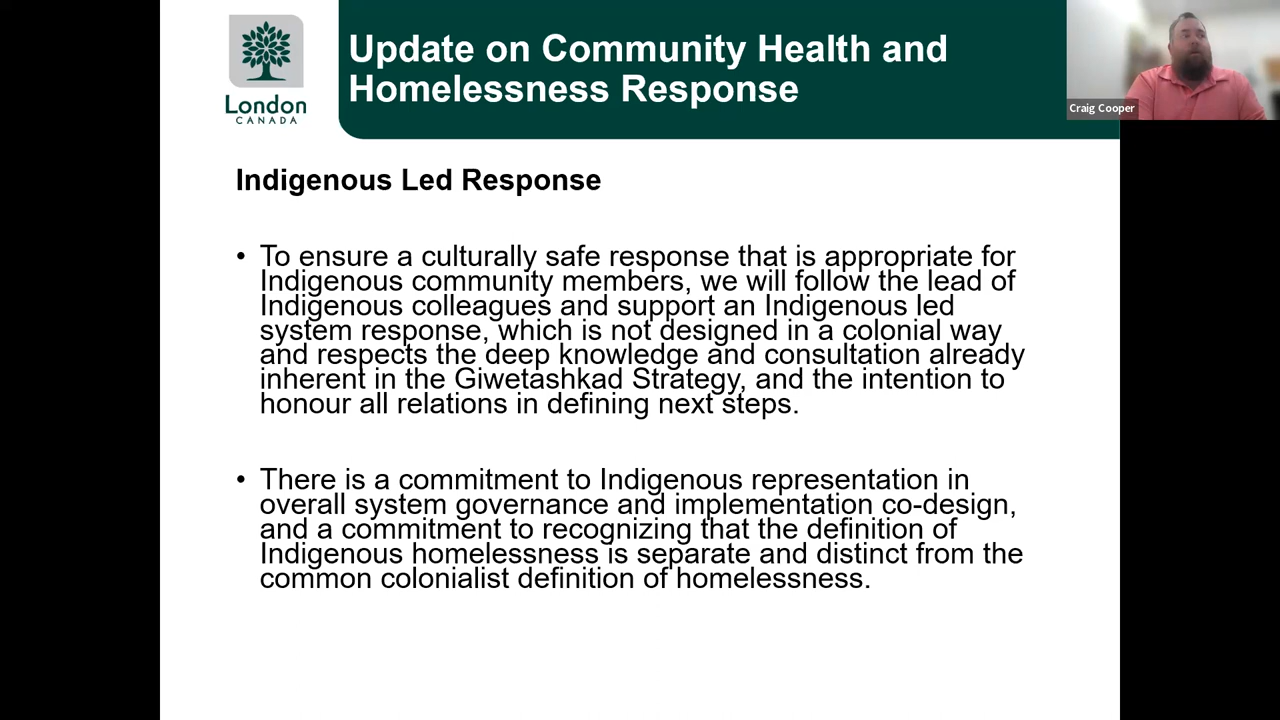 London
CANADA
Update on Community Health and
Homelessness Response
Craig Cooper
Indigenous Led Response
• To ensure a culturally safe response that is appropriate for
Indigenous community members, we will follow the lead of
Indigenous colleagues and support an Indigenous led
system response, which is not designed in a colonial way
and respects the deep knowledge and consultation already
inherent in the Giwetashkad Strategy, and the intention to
honour all relations in defining next steps.
• There is a commitment to Indigenous representation in
overall system governance and implementation co-design,
and a commitment to recognizing that the definition of
Indigenous homelessness is separate and distinct from the
common colonialist definition of homelessness.